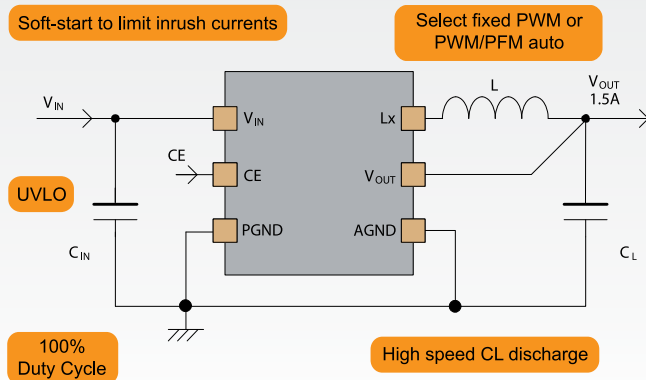 Soft-start to limit inrush currents
Select fixed PWM or
PWM/PFM auto
VIN
VIN
Lx
L
VOUT
1.5A
CE
CE
VOUT
UVLO
PGND
AGND
CIN
CL
100%
Duty Cycle
High speed CL discharge